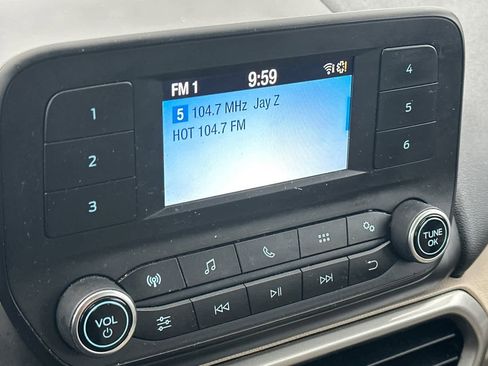 FM 1 9:59
5 104.7 MHz Jay Z
HOT 104.7 FM
1
2
3
4
5
6
VOL
TUNE
OK